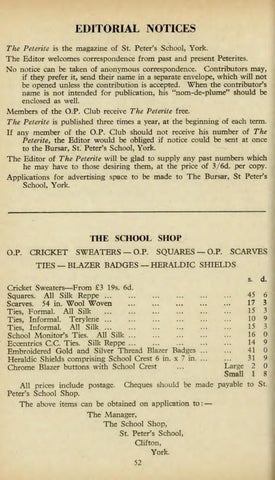 EDITORIAL NOTICES
The Peterite is the magazine of St. Peter's School, York.
The Editor welcomes correspondence from past and present Peterites.
No notice can be taken of anonymous correspondence. Contributors may,
if they prefer it, send their name in a separate envelope, which will not
be opened unless the contribution is accepted. When the contributor's
name is not intended for publication, his "nom-de-plume" should be
enclosed as well.
Members of the O.P. Club receive The Peterite free.
The Peterite is published three times a year, at the beginning of each term.
If any member of the O.P. Club should not receive his number of The
Peterite, the Editor would be obliged if notice could be sent at once
to the Bursar, St. Peter's School, York.
The Editor of The Peterite will be glad to supply any past numbers which
he may have to those desiring them, at the price of 3/6d. per copy.
Applications for advertising space to be made to The Bursar, St Peter's
School, York.
THE SCHOOL SHOP
O.P. CRICKET SWEATERS — O.P. SQUARES — O.P. SCARVES
TIES — BLAZER BADGES — HERALDIC SHIELDS
s. d.
Cricket Sweaters—From £3 19s. 6d.
Squares. All Silk Reppe ... ... ... ... ... ... 45 6
Scarves. 54 in. Wool Woven ... ... ... ... ... 17 3
Ties, Formal. All Silk ... ... ... ... ... ... 15 3
Ties, Informal. Terylene ... ... ... ... ... ... 10 9
Ties, Informal. All Silk ... ... ... ... ... ... 15 3
School Monitor's Ties. All Silk ... ... ... ... ... 16 0
Eccentrics C.C. Ties. Silk Reppe ... ... ... ... ... 14 9
Embroidered Gold and Silver Thread Blazer Badges ... ... 41 0
Heraldic Shields comprising School Crest 6 in. x 7 in. ... ... 31 9
Chrome Blazer buttons with School Crest ... Large 2 0
Small 1 8
All prices include postage. Cheques should be made payable to St.
Peter's School Shop.
The above items can be obtained on application to:—
The Manager,
The School Shop,
St. Peter's School,
Clifton,
York.
52